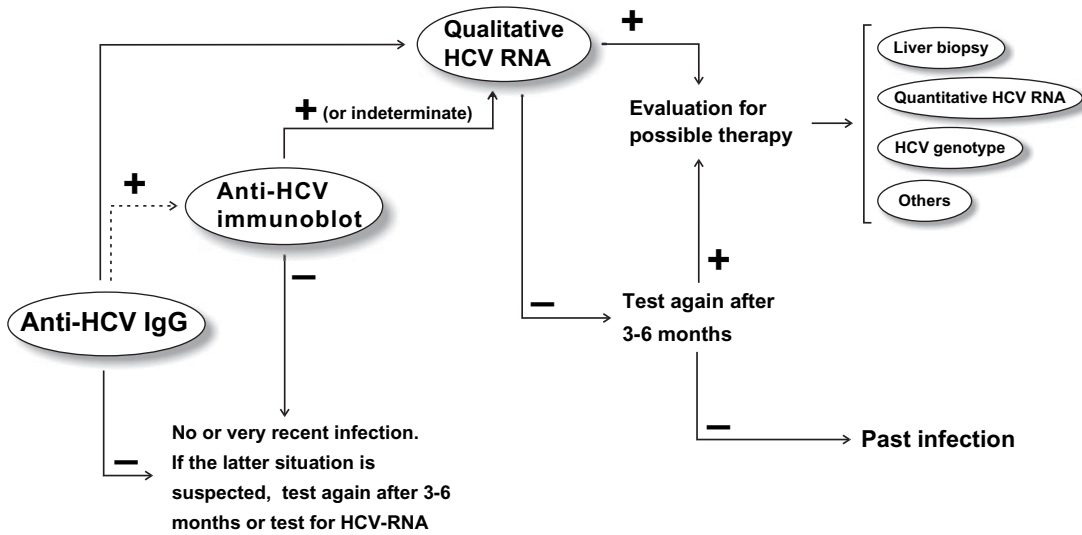 Qualitative
HCV RNA
+
Liver biopsy
Quantitative HCV RNA
HCV genotype
Others
Evaluation for
possible therapy
+ (or indeterminate)
+
Anti-HCV
immunoblot
−
+
Anti-HCV IgG
−
Test again after
3-6 months
−
Past infection
−
No or very recent infection.
If the latter situation is
suspected, test again after 3-6
months or test for HCV-RNA